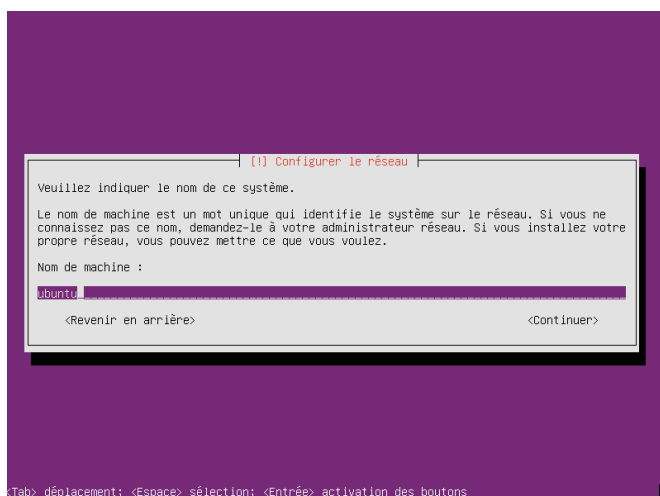 [!] Configurer le réseau
Veuillez indiquer le nom de ce système.
Le nom de machine est un mot unique qui identifie le système sur le réseau. Si vous ne
connaissez pas ce nom, demandez-le à votre administrateur réseau. Si vous installez votre
propre réseau, vous pouvez mettre ce que vous voulez.
Nom de machine :
ubuntu
<Revenir en arrière> <Continuer>
<Tab> déplacement; <Espace> sélection; <Entrée> activation des boutons